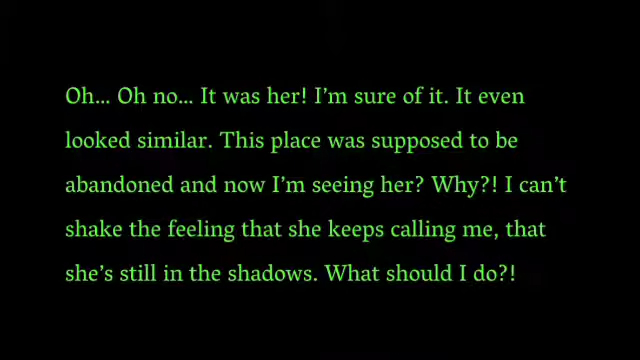 Oh... Oh no... It was her! I’m sure of it. It even
looked similar. This place was supposed to be
abandoned and now I’m seeing her? Why?! I can’t
shake the feeling that she keeps calling me, that
she’s still in the shadows. What should I do?!